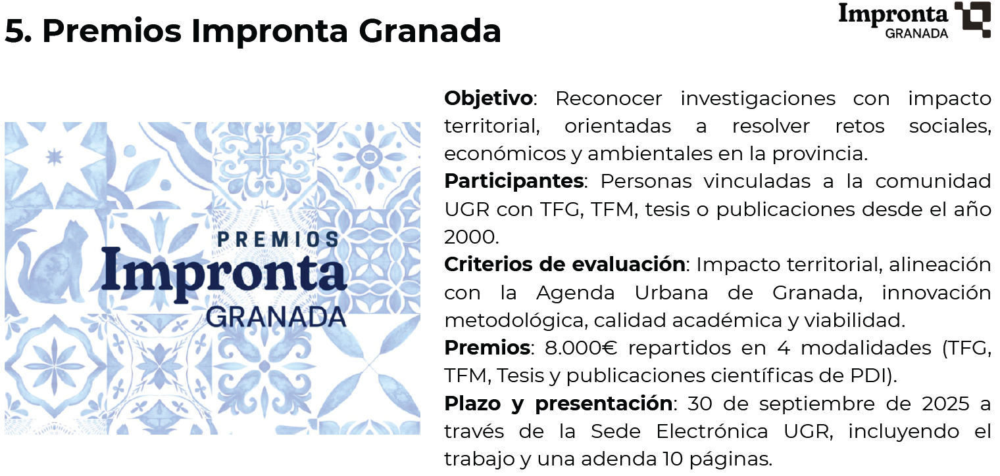 5. Premios Impronta Granada
Impronta
GRANADA
PREMIOS
Impronta
GRANADA
Objetivo: Reconocer investigaciones con impacto
territorial, orientadas a resolver retos sociales,
económicos y ambientales en la provincia.
Participantes: Personas vinculadas a la comunidad
UGR con TFG, TFM, tesis o publicaciones desde el año
2000.
Criterios de evaluación: Impacto territorial, alineación
con la Agenda Urbana de Granada, innovación
metodológica, calidad académica y viabilidad.
Premios: 8.000€ repartidos en 4 modalidades (TFG,
TFM, Tesis y publicaciones científicas de PDI).
Plazo y presentación: 30 de septiembre de 2025 a
través de la Sede Electrónica UGR, incluyendo el
trabajo y una adenda 10 páginas.